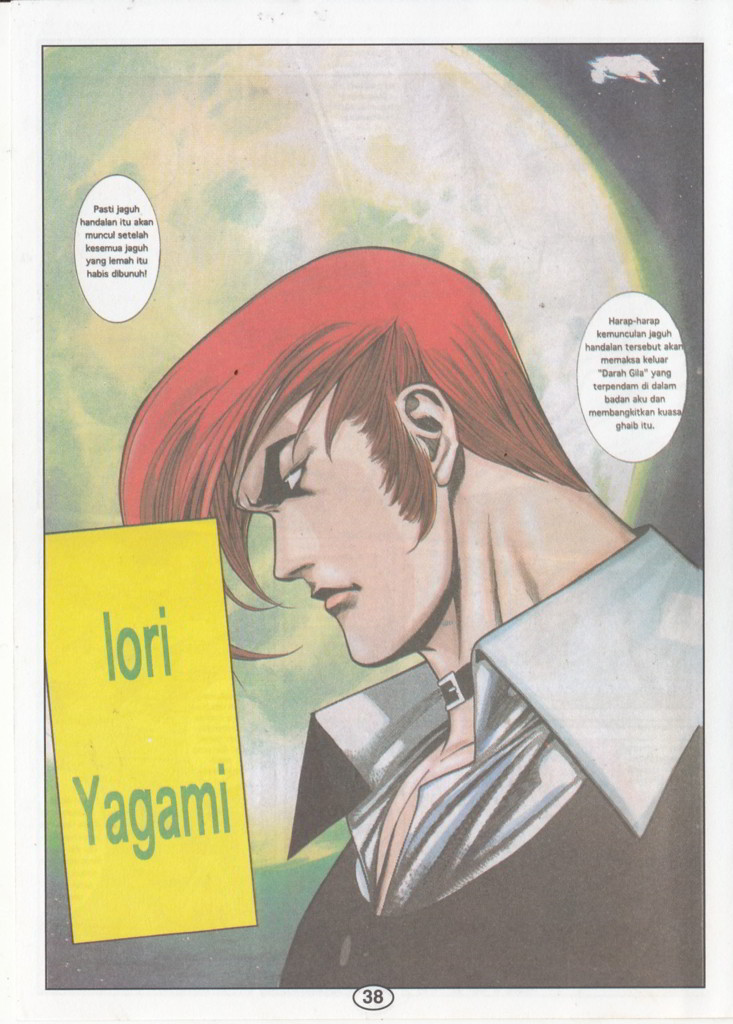 Pasti jaguh
handalan itu akan
muncul setelah
kesemua jaguh
yang lemah itu
habis dibunuh!
Harap-harap
kemunculan jaguh
handalan tersebut akan
memaksa keluar
"Darah Gila" yang
terpendam di dalam
badan aku dan
membangkitkan kuasa
ghaib itu.
Iori
Yagami
38